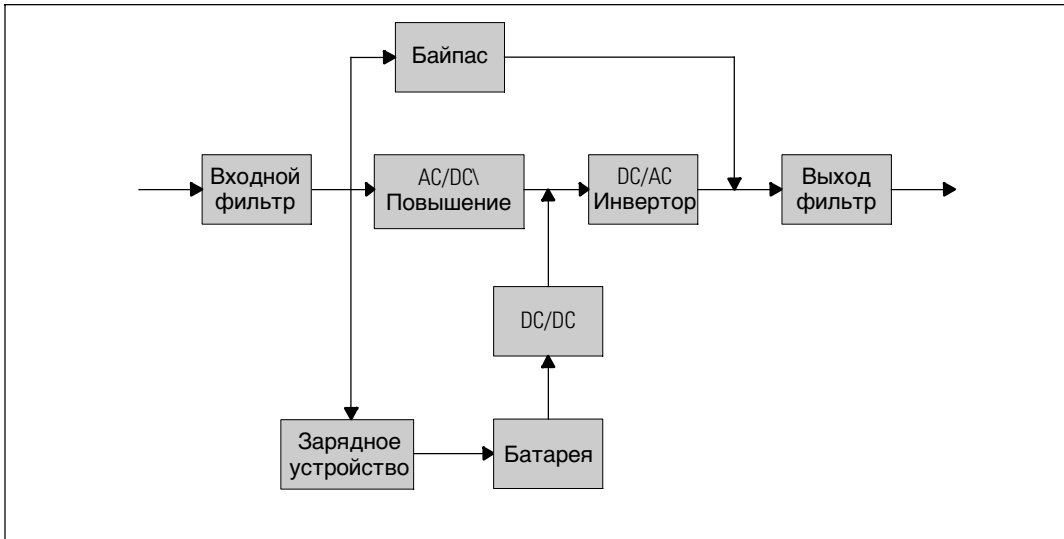 Байпас
Входной
фильтр
AC/DC\
Повышение
DC/AC
Инвертор
Выход
фильтр
DC/DC
Зарядное
устройство
Батарея